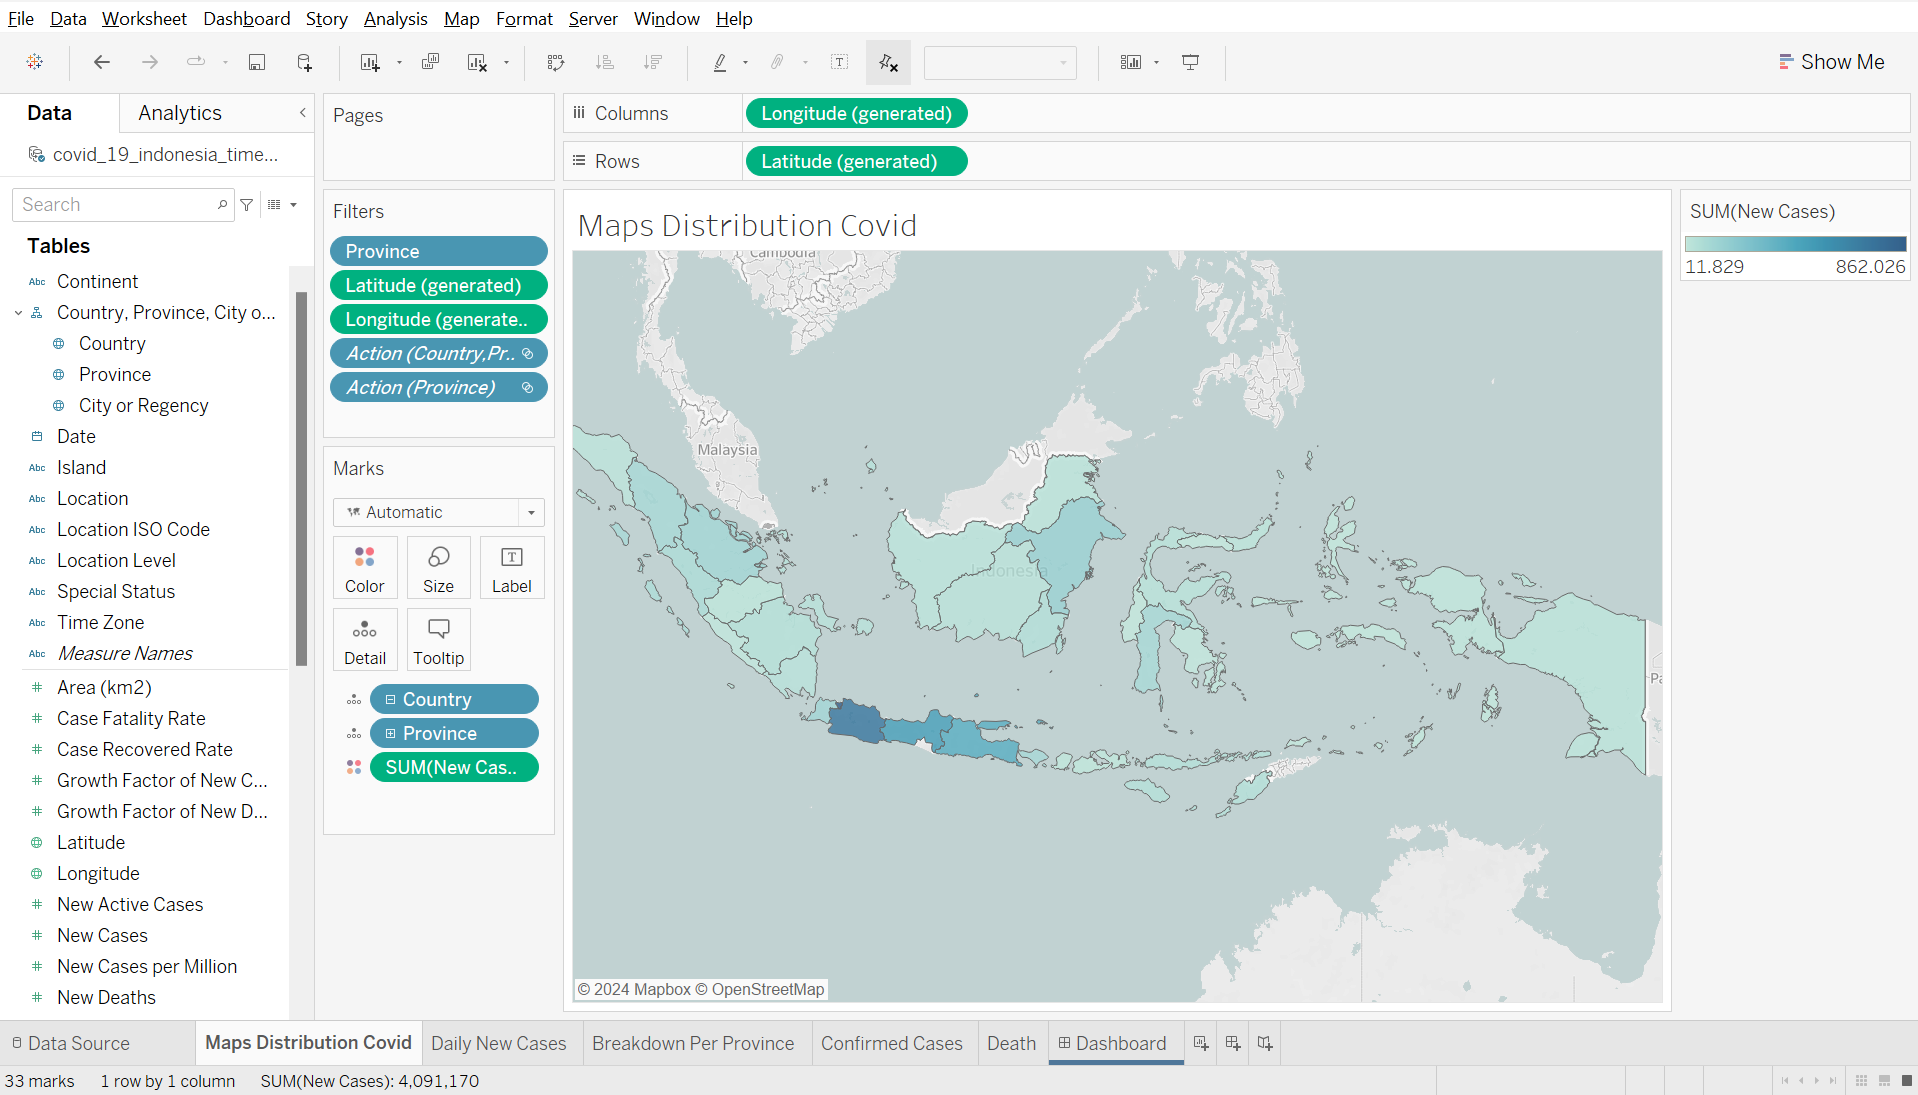 File Data Worksheet Dashboard Story Analysis Map Format Server Window Help
Show Me
Data Analytics
covid_19_indonesia_time...
Search
Tables
Abc Continent
Country, Province, City o...
Country
Province
City or Regency
Date
Abc Island
Abc Location
Abc Location ISO Code
Abc Location Level
Abc Special Status
Abc Time Zone
Abc Measure Names
# Area (km2)
# Case Fatality Rate
# Case Recovered Rate
# Growth Factor of New C...
# Growth Factor of New D...
Latitude
Longitude
# New Active Cases
# New Cases
# New Cases per Million
# New Deaths
Pages
Filters
Province
Latitude (generated)
Longitude (generate..
Action (Country,Pr..
Action (Province)
Marks
Automatic
Color Size Label
Detail Tooltip
Country
Province
SUM(New Cas..
Columns Longitude (generated)
Rows Latitude (generated)
Maps Distribution Covid
Cambodia
Malaysia
Indonesia
Pa
© 2024 Mapbox © OpenStreetMap
SUM(New Cases)
11.829 862.026
Data Source Maps Distribution Covid Daily New Cases Breakdown Per Province Confirmed Cases Death Dashboard
33 marks 1 row by 1 column SUM(New Cases): 4,091,170